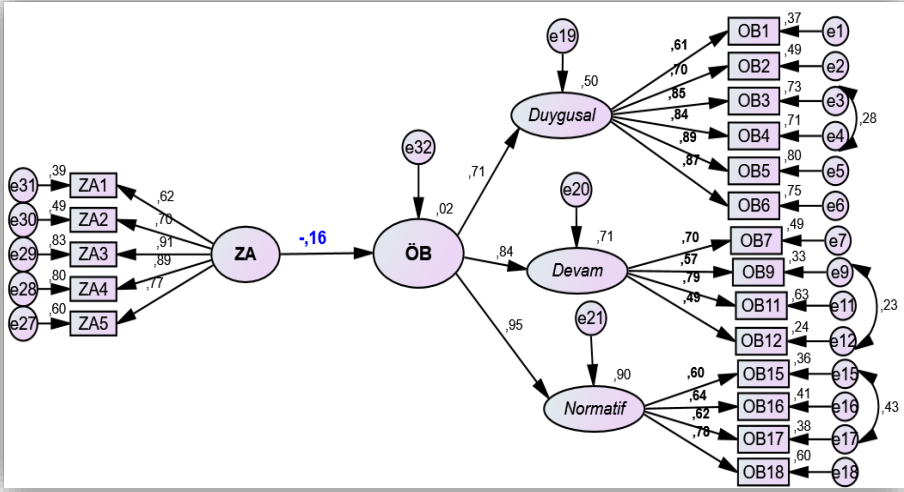 e31 ,39 ZA1 ,62
e30 ,49 ZA2 ,70
e29 ,83 ZA3 ,91
e28 ,80 ZA4 ,89
e27 ,60 ZA5 ,77
ZA
-,16
e32
,02
ÖB
,71
,84
,95
e19
,50
Duygusal
e20
,71
Devam
e21
,90
Normatif
,61 OB1 ,37 e1
,70 OB2 ,49 e2
,85 OB3 ,73 e3
,84 OB4 ,71 e4
,28
,89 OB5 ,80 e5
,87 OB6 ,75 e6
,70 OB7 ,49 e7
,57 OB9 ,33 e9
,79 OB11 ,63 e11
,23
,49 OB12 ,24 e12
,60 OB15 ,36 e15
,64 OB16 ,41 e16
,43
,62 OB17 ,38 e17
,78 OB18 ,60 e18